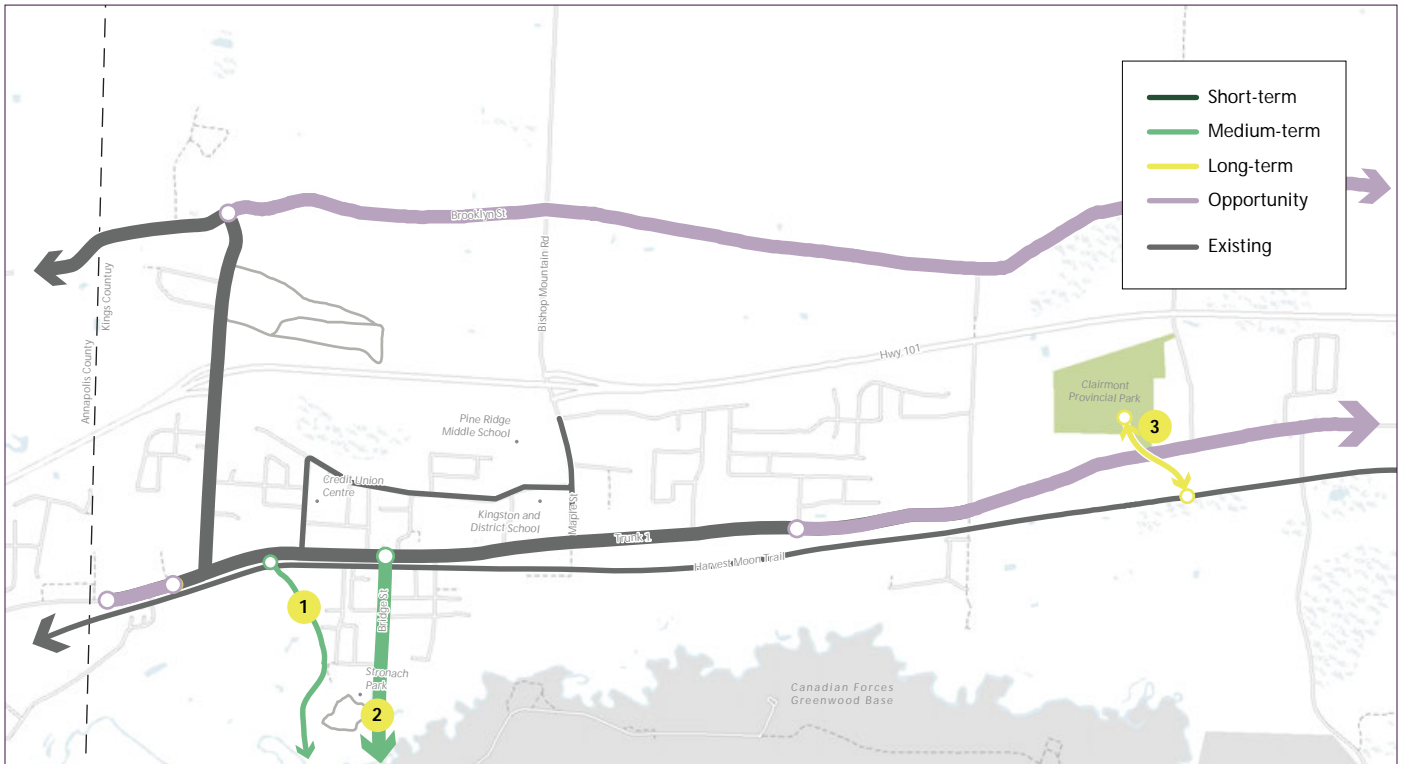 Short-term
Medium-term
Long-term
Opportunity
Existing
Brooklyn St
Bishop Mountain Rd
Kings Countuy
Annapolis County
Hwy 101
Clairmont
Provincial Park
3
Pine Ridge
Middle School
Credit Union
Centre
Kingston and
District School
Maple St
Trunk 1
Harvest Moon Trail
1
Bridge St
Stronach
Park
2
Canadian Forces
Greenwood Base